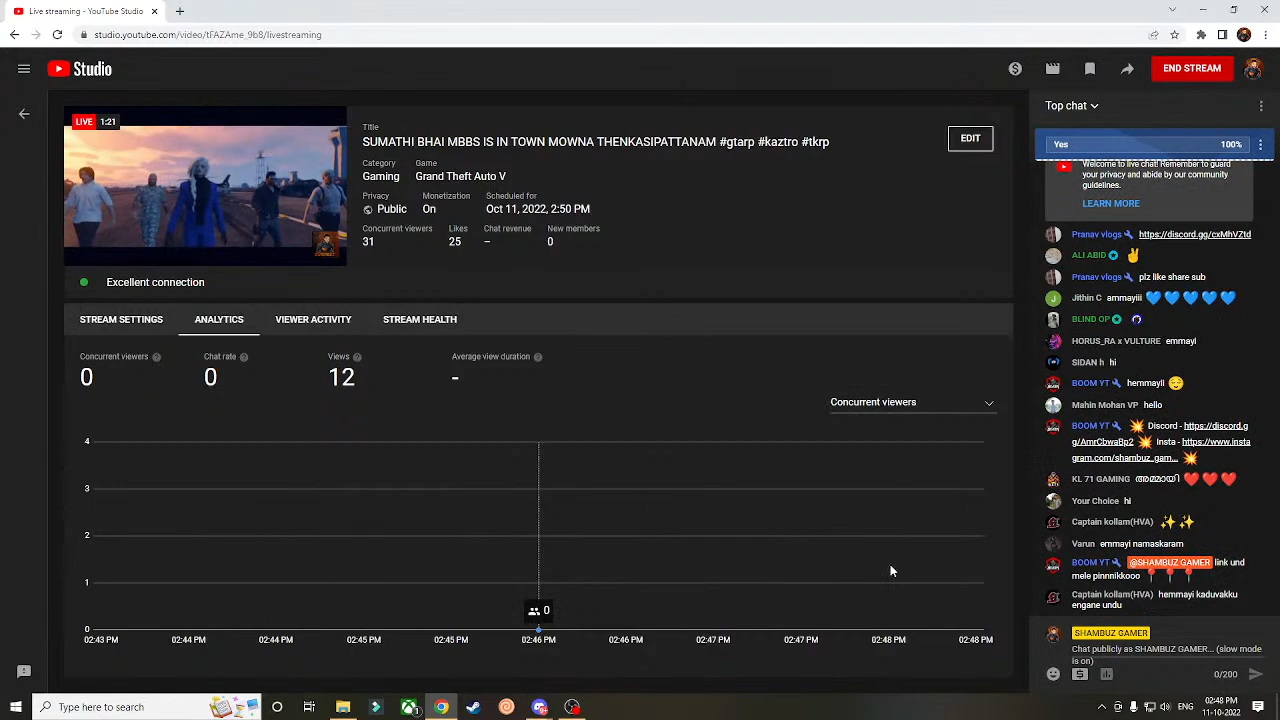 Live streaming - YouTube Studio
studio.youtube.com/video/tFAZAme_9b8/livestreaming
Studio
END STREAM
LIVE 1:21
Title
SUMATHI BHAI MBBS IS IN TOWN MOWNA THENKASIPATTANAM #gtarp #kaztro #tkrp
EDIT
Category Game
Gaming Grand Theft Auto V
Privacy Monetization Scheduled for
Public On Oct 11, 2022, 2:50 PM
Concurrent viewers Likes Chat revenue New members
31 25 – 0
Excellent connection
STREAM SETTINGS ANALYTICS VIEWER ACTIVITY STREAM HEALTH
Concurrent viewers Chat rate Views Average view duration
0 0 12 –
Concurrent viewers
4
3
2
1
0
0
02:43 PM 02:44 PM 02:44 PM 02:45 PM 02:45 PM 02:46 PM 02:46 PM 02:47 PM 02:47 PM 02:48 PM 02:48 PM
Top chat
Yes 100%
Welcome to live chat! Remember to guard
your privacy and abide by our community
guidelines.
LEARN MORE
Pranav vlogs https://discord.gg/cxMhVZtd
ALI ABID ✌
Pranav vlogs plz like share sub
Jithin C ammayiii 💙💙💙💙💙
BLIND OP
HORUS_RA x VULTURE emmayI
SIDAN h hi
BOOM YT hemmayII 😌
Mahin Mohan VP hello
BOOM YT 💥 Discord - https://discord.g
g/AmrCbwaBp2 💥 Insta - https://www.insta
gram.com/shambuz_gam... 💥
KL 71 GAMING ❤❤❤
Your Choice hi
Captain kollam(HVA) ✨✨
Varun emmayi namaskaram
BOOM YT @SHAMBUZ GAMER link und
mele pinnnikkooo 📍📍📍
Captain kollam(HVA) hemmayi kaduvakku
engane undu
SHAMBUZ GAMER
Chat publicly as SHAMBUZ GAMER... (slow mode
is on)
0/200
Type here to search
1
02:48 PM
11-10-2022